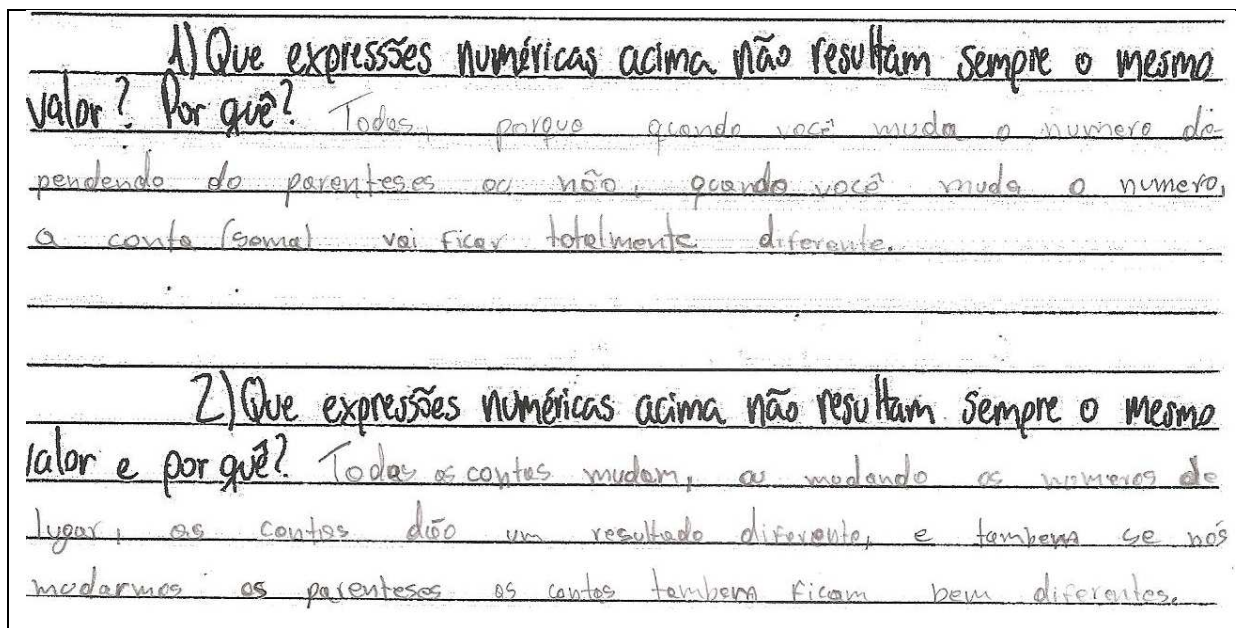 1) Que expresssões numéricas acima não resultam sempre o mesmo
valor? Por quê? Todas, porque quando você muda o numero de-
pendendo do parenteses ou não, quando você muda o numero,
a conta (soma) vai ficar totalmente diferente.
2) Que expressões numéricas acima não resultam sempre o mesmo
valor e por quê? Todas as contas mudam, ou mudando os numeros de
lugar, as contas dão um resultado diferente, e tambem se nós
mudarmos os parenteses as contas tambem ficam bem diferentes.